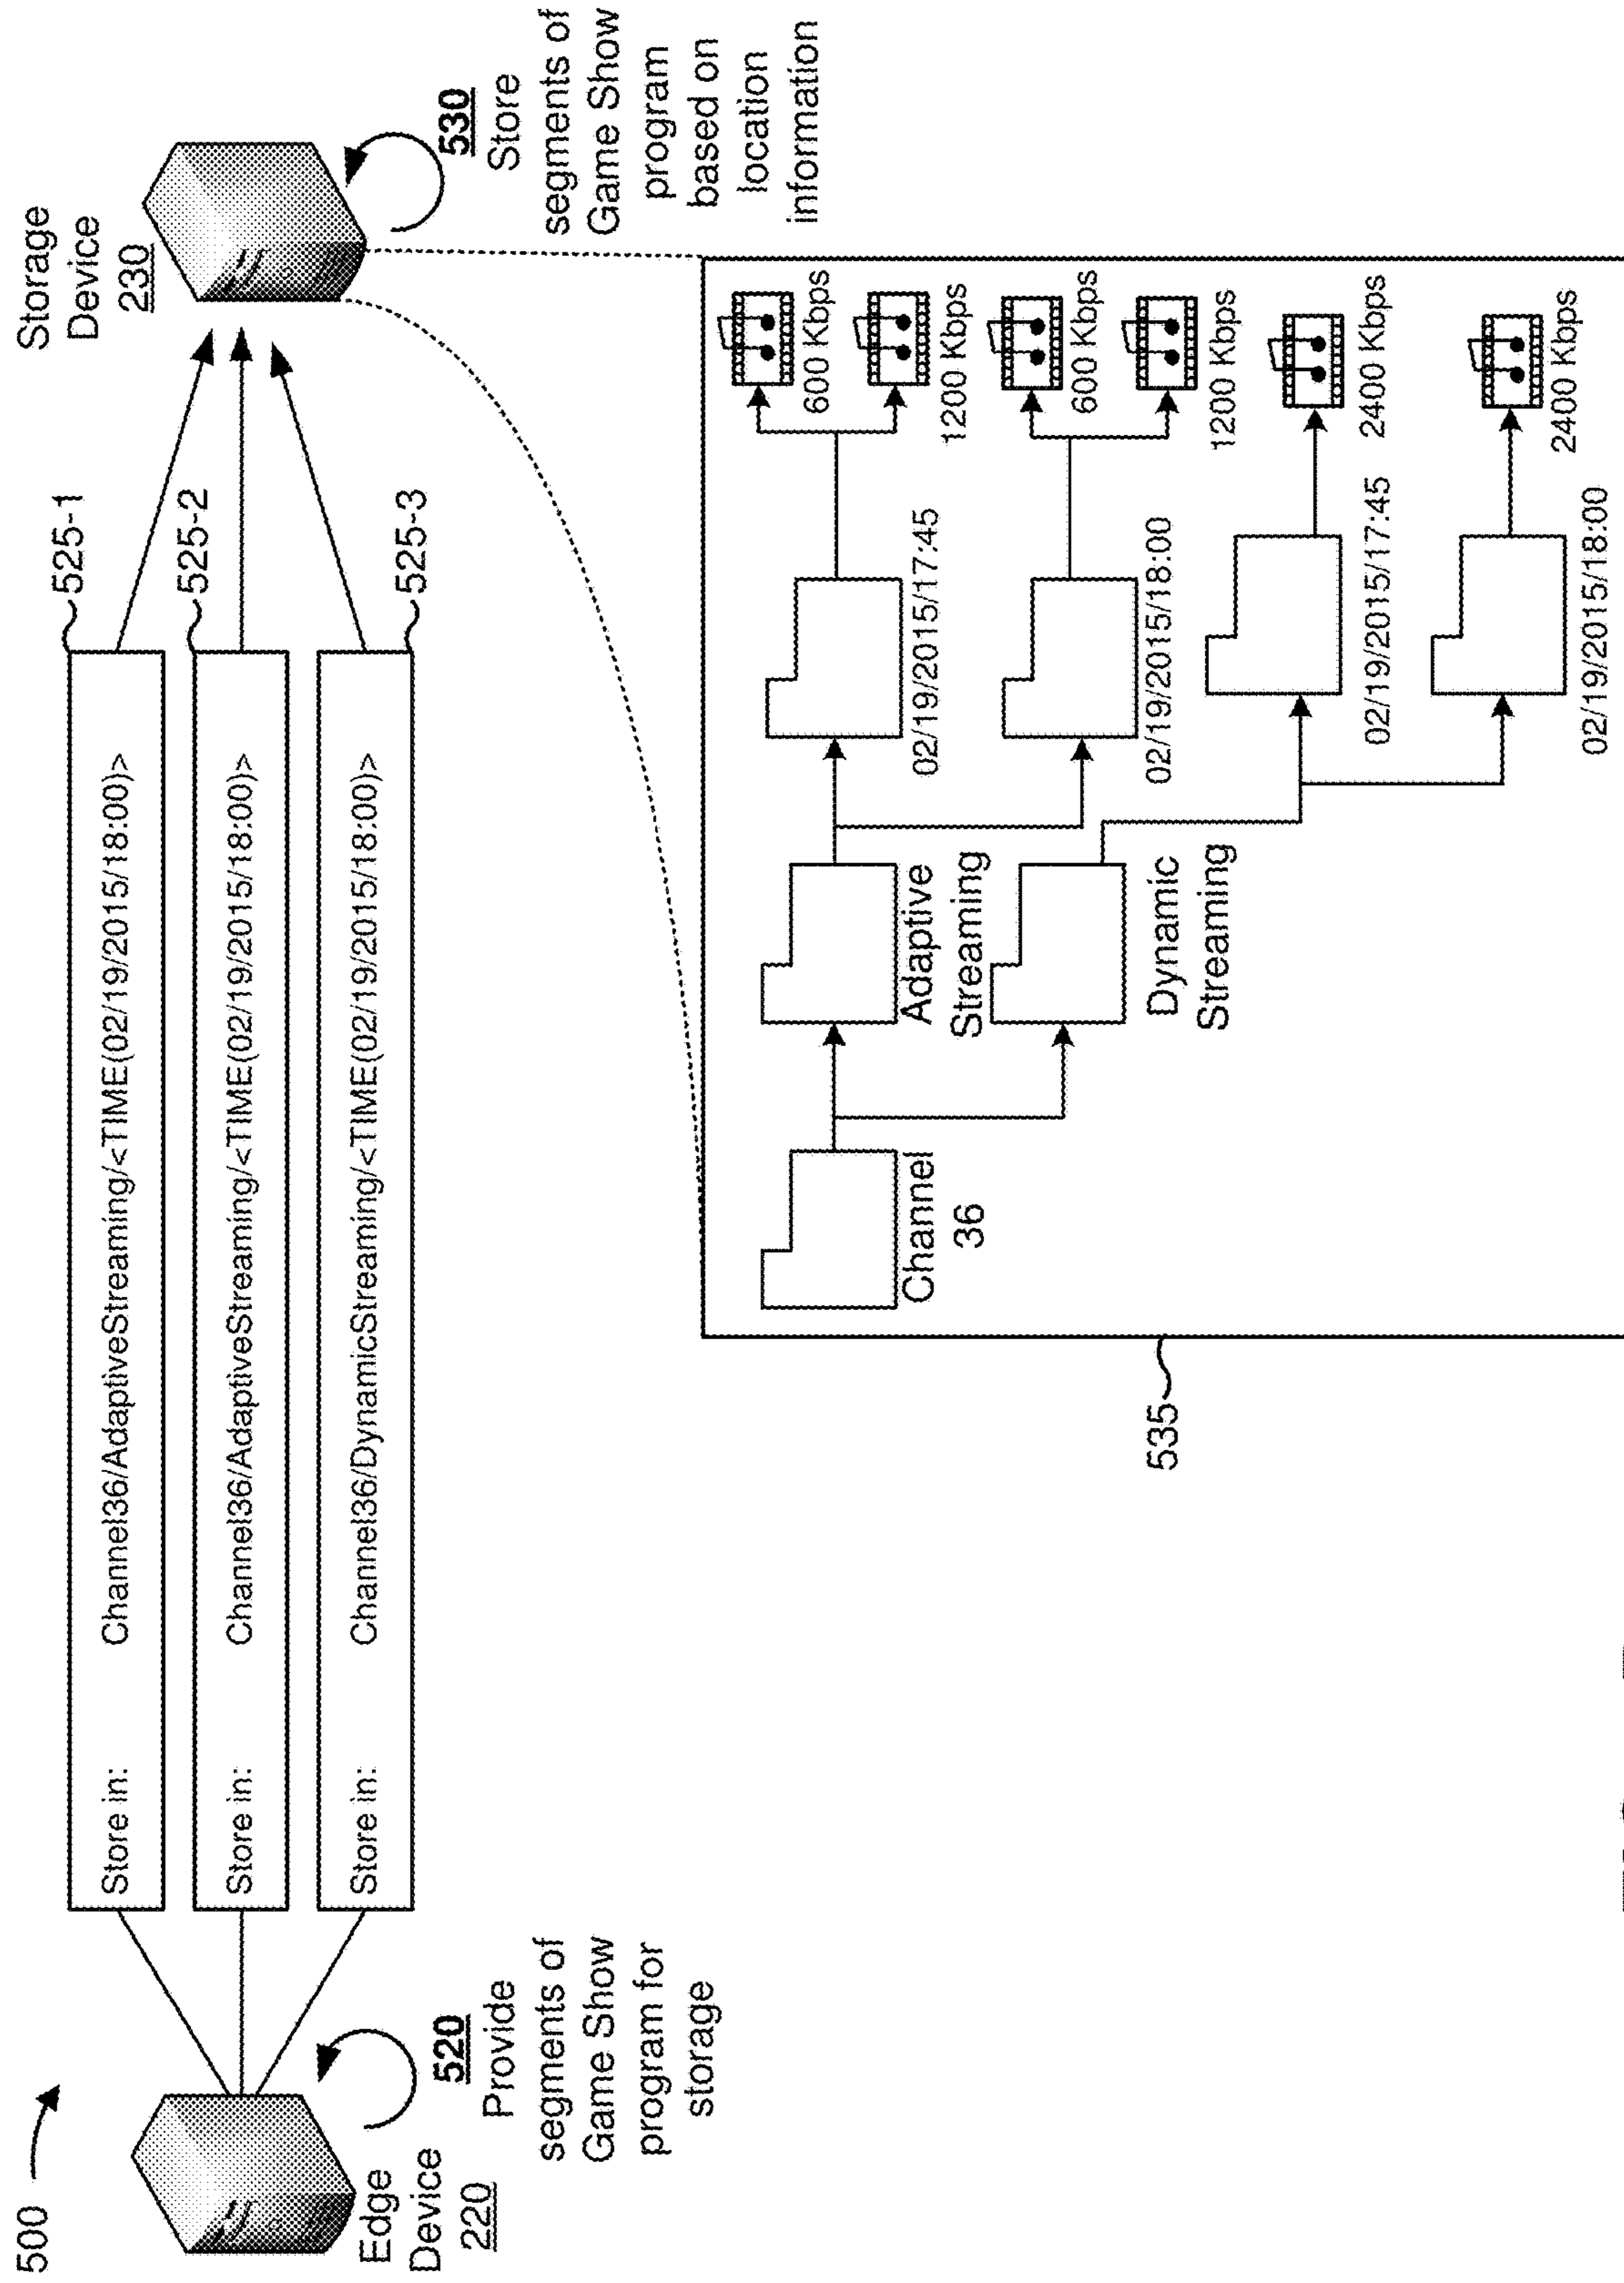 500
Edge
Device
220
520
Provide
segments of
Game Show
program for
storage
Store in: Channel36/AdaptiveStreaming/<TIME(02/19/2015/18:00)>
525-1
Store in: Channel36/AdaptiveStreaming/<TIME(02/19/2015/18:00)>
525-2
Store in: Channel36/DynamicStreaming/<TIME(02/19/2015/18:00)>
525-3
Storage
Device
230
530
Store
segments of
Game Show
program
based on
location
information
535
Channel
36
Adaptive
Streaming
Dynamic
Streaming
02/19/2015/17:45
02/19/2015/18:00
02/19/2015/17:45
02/19/2015/18:00
600 Kbps
1200 Kbps
600 Kbps
1200 Kbps
2400 Kbps
2400 Kbps